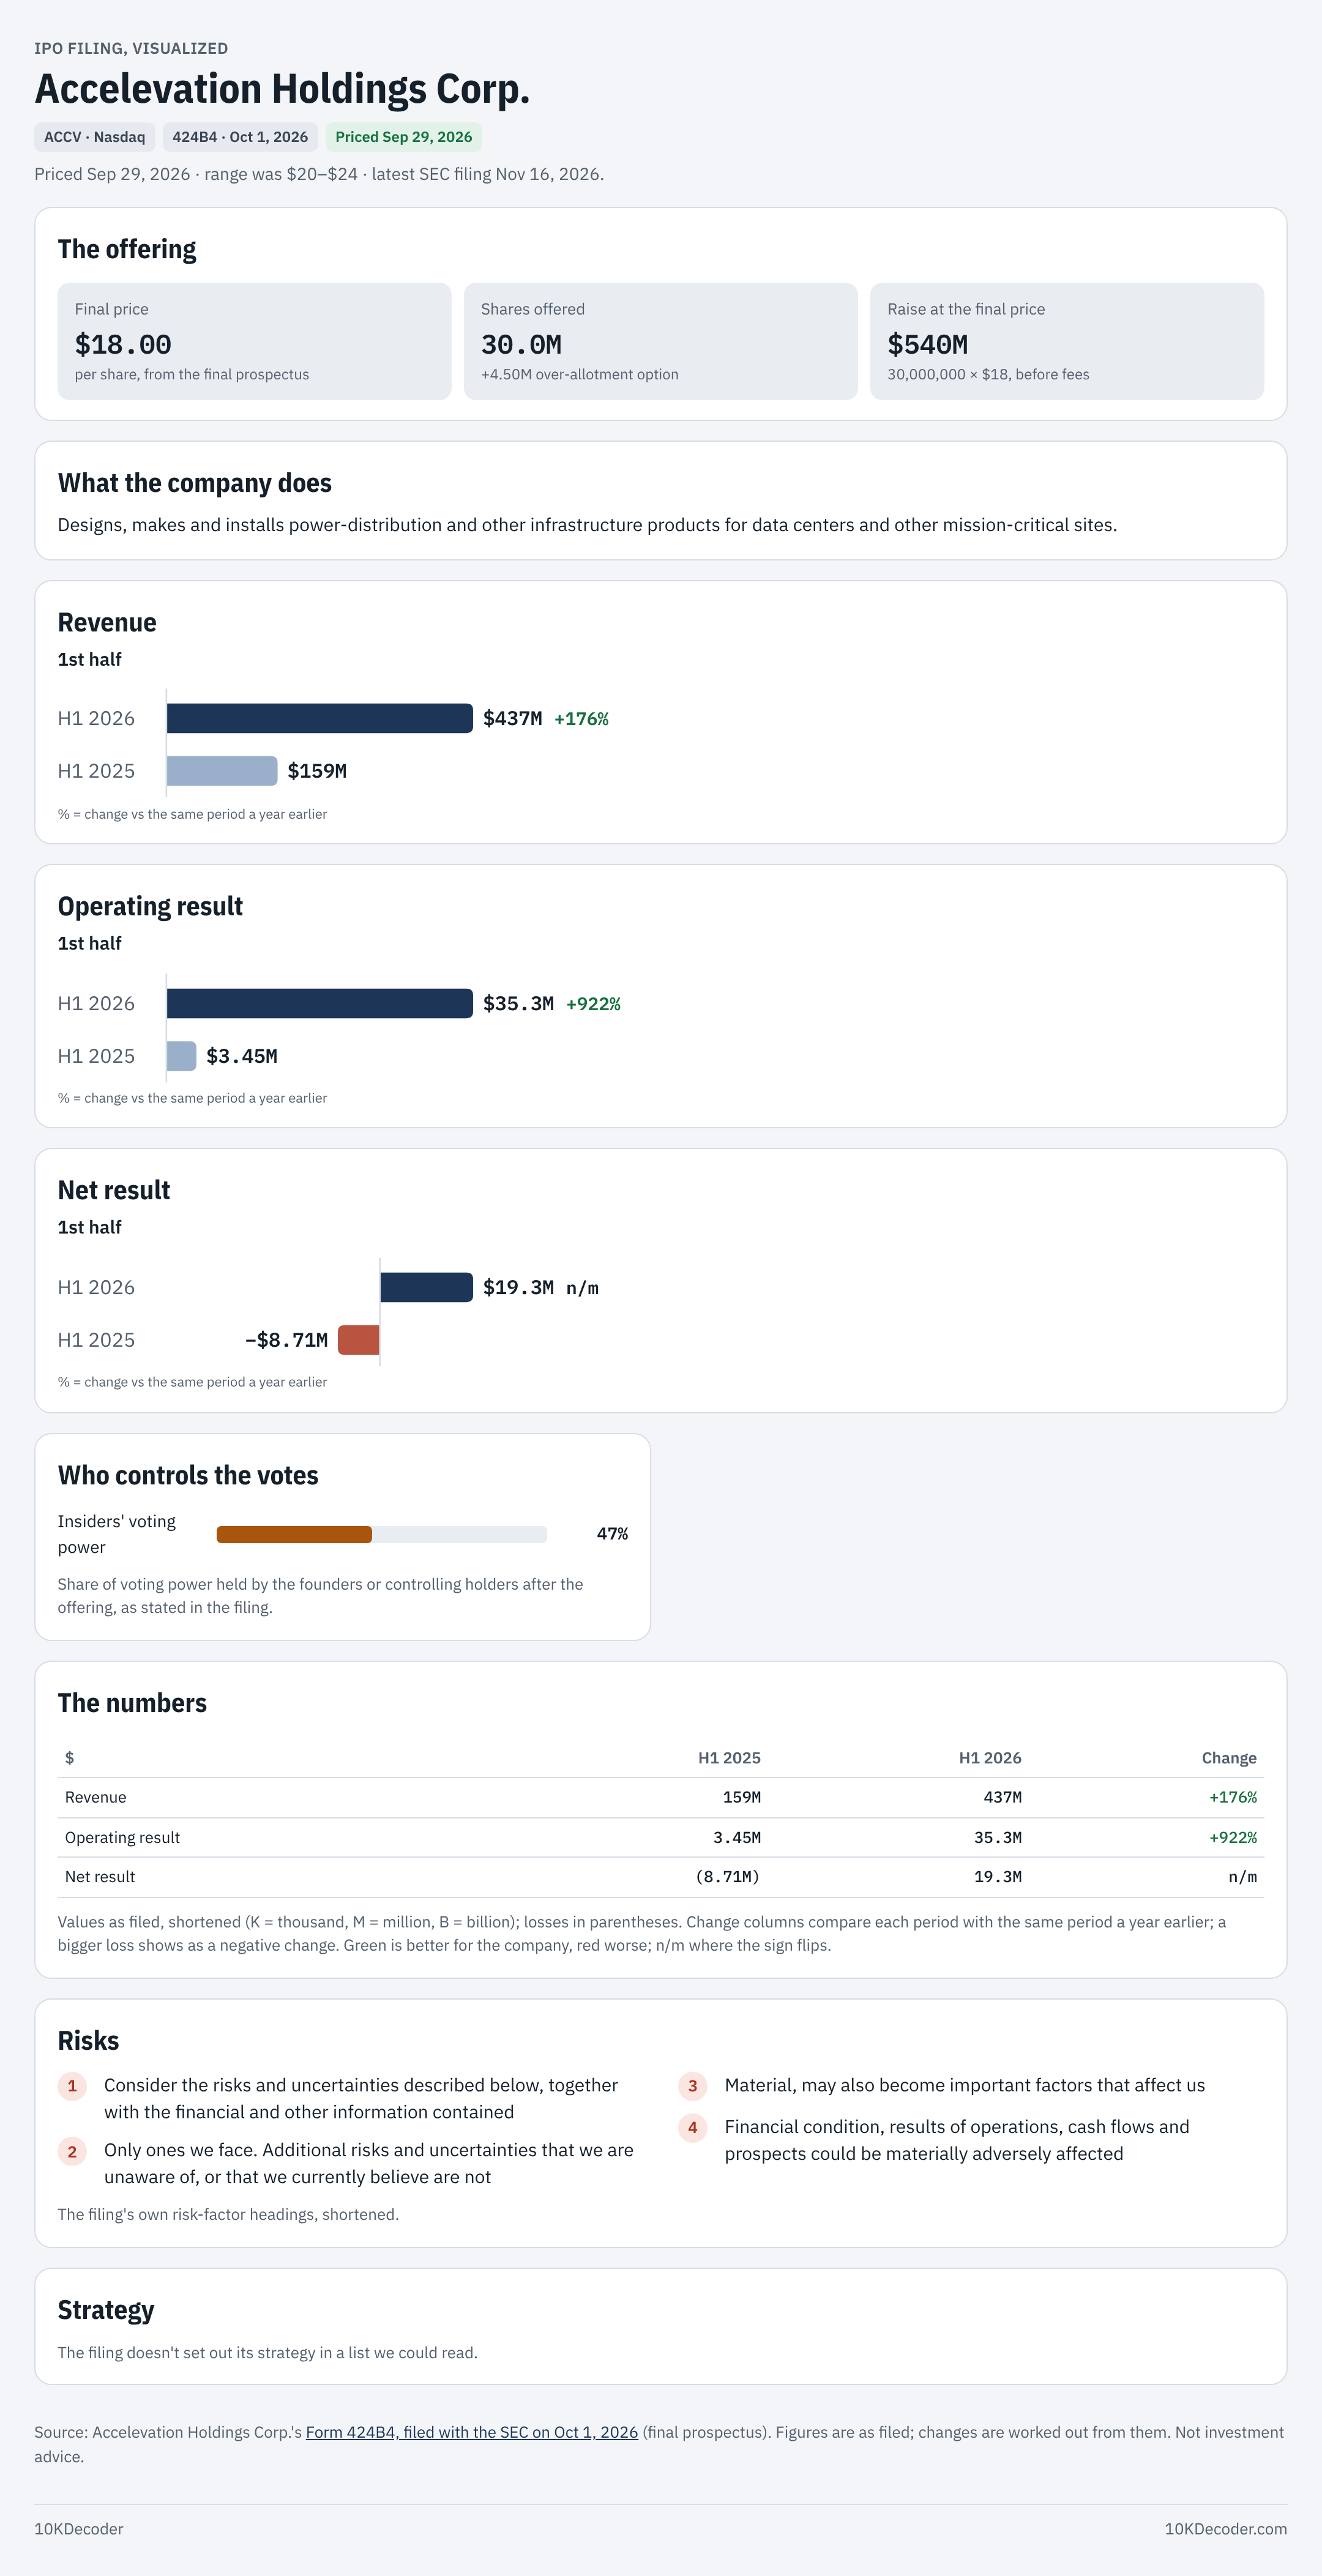 IPO FILING, VISUALIZED
Accelevation Holdings Corp.
ACCV · Nasdaq
424B4 · Oct 1, 2026
Priced Sep 29, 2026
Priced Sep 29, 2026 · range was $20–$24 · latest SEC filing Nov 16, 2026.
The offering
Final price
$18.00
per share, from the final prospectus
Shares offered
30.0M
+4.50M over-allotment option
Raise at the final price
$540M
30,000,000 × $18, before fees
What the company does
Designs, makes and installs power-distribution and other infrastructure products for data centers and other mission-critical sites.
Revenue
1st half
H1 2026 $437M +176%
H1 2025 $159M
% = change vs the same period a year earlier
Operating result
1st half
H1 2026 $35.3M +922%
H1 2025 $3.45M
% = change vs the same period a year earlier
Net result
1st half
H1 2026 $19.3M n/m
H1 2025 −$8.71M
% = change vs the same period a year earlier
Who controls the votes
Insiders' voting
power
47%
Share of voting power held by the founders or controlling holders after the
offering, as stated in the filing.
The numbers
$ H1 2025 H1 2026 Change
Revenue 159M 437M +176%
Operating result 3.45M 35.3M +922%
Net result (8.71M) 19.3M n/m
Values as filed, shortened (K = thousand, M = million, B = billion); losses in parentheses. Change columns compare each period with the same period a year earlier; a
bigger loss shows as a negative change. Green is better for the company, red worse; n/m where the sign flips.
Risks
1 Consider the risks and uncertainties described below, together
with the financial and other information contained
2 Only ones we face. Additional risks and uncertainties that we are
unaware of, or that we currently believe are not
3 Material, may also become important factors that affect us
4 Financial condition, results of operations, cash flows and
prospects could be materially adversely affected
The filing's own risk-factor headings, shortened.
Strategy
The filing doesn't set out its strategy in a list we could read.
Source: Accelevation Holdings Corp.'s Form 424B4, filed with the SEC on Oct 1, 2026 (final prospectus). Figures are as filed; changes are worked out from them. Not investment
advice.
10KDecoder
10KDecoder.com